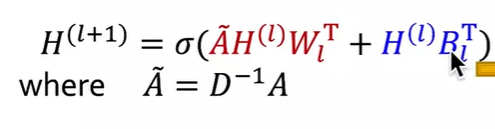 H^{(l+1)} = σ(ÃH^{(l)}W_l^T + H^{(l)}B_l^T)
where Ã = D^{-1}A